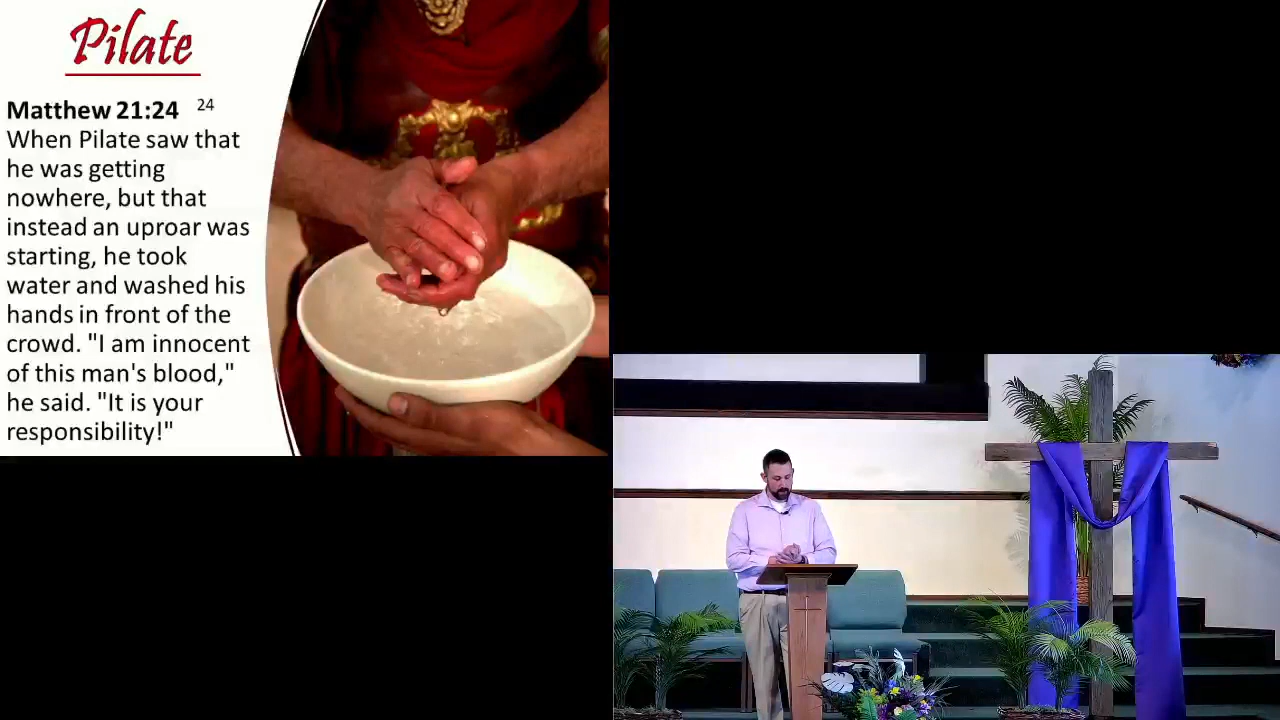 Pilate
Matthew 21:24 24
When Pilate saw that
he was getting
nowhere, but that
instead an uproar was
starting, he took
water and washed his
hands in front of the
crowd. "I am innocent
of this man's blood,"
he said. "It is your
responsibility!"